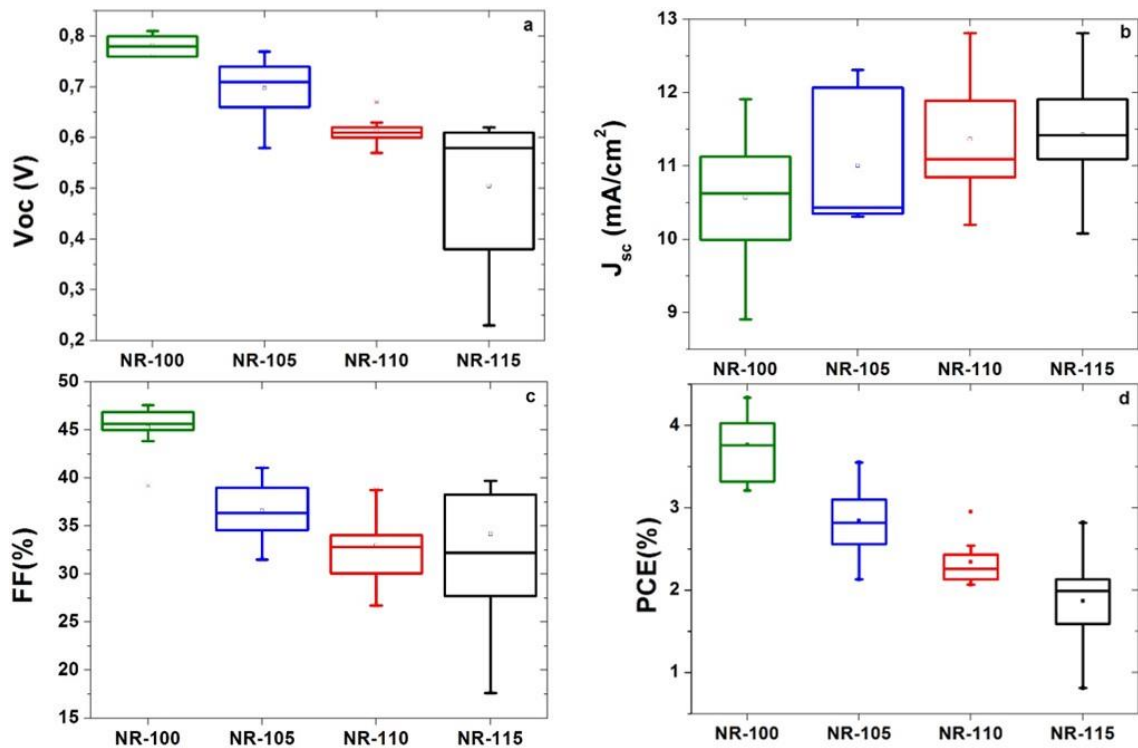 a
0,8
0,7
0,6
0,5
0,4
0,3
0,2
Voc (V)
NR-100 NR-105 NR-110 NR-115
b
13
12
11
10
9
Jsc (mA/cm²)
NR-100 NR-105 NR-110 NR-115
c
50
45
40
35
30
25
20
15
FF(%)
NR-100 NR-105 NR-110 NR-115
d
4
3
2
1
PCE(%)
NR-100 NR-105 NR-110 NR-115